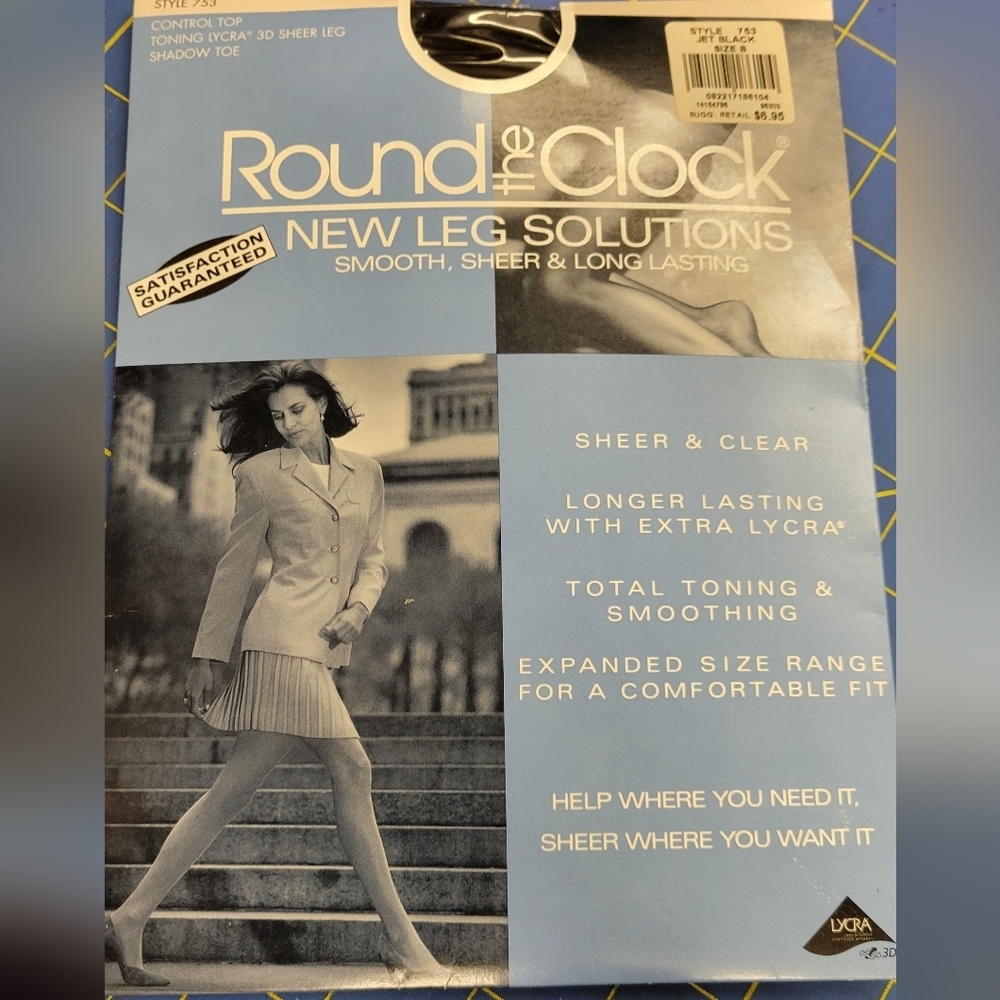 STYLE 753
CONTROL TOP
TONING LYCRA® 3D SHEER LEG
SHADOW TOE
STYLE 753
JET BLACK
SIZE B
082217186104
14154795
SUGG. RETAIL $6.95
Round the Clock®
NEW LEG SOLUTIONS
SMOOTH, SHEER & LONG LASTING
SATISFACTION
GUARANTEED
SHEER & CLEAR
LONGER LASTING
WITH EXTRA LYCRA®
TOTAL TONING &
SMOOTHING
EXPANDED SIZE RANGE
FOR A COMFORTABLE FIT
HELP WHERE YOU NEED IT,
SHEER WHERE YOU WANT IT
LYCRA
3D